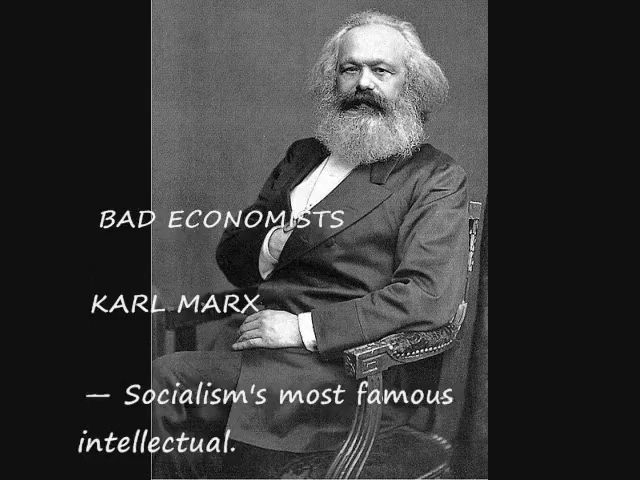 BAD ECONOMISTS
KARL MARX
— Socialism's most famous
intellectual.